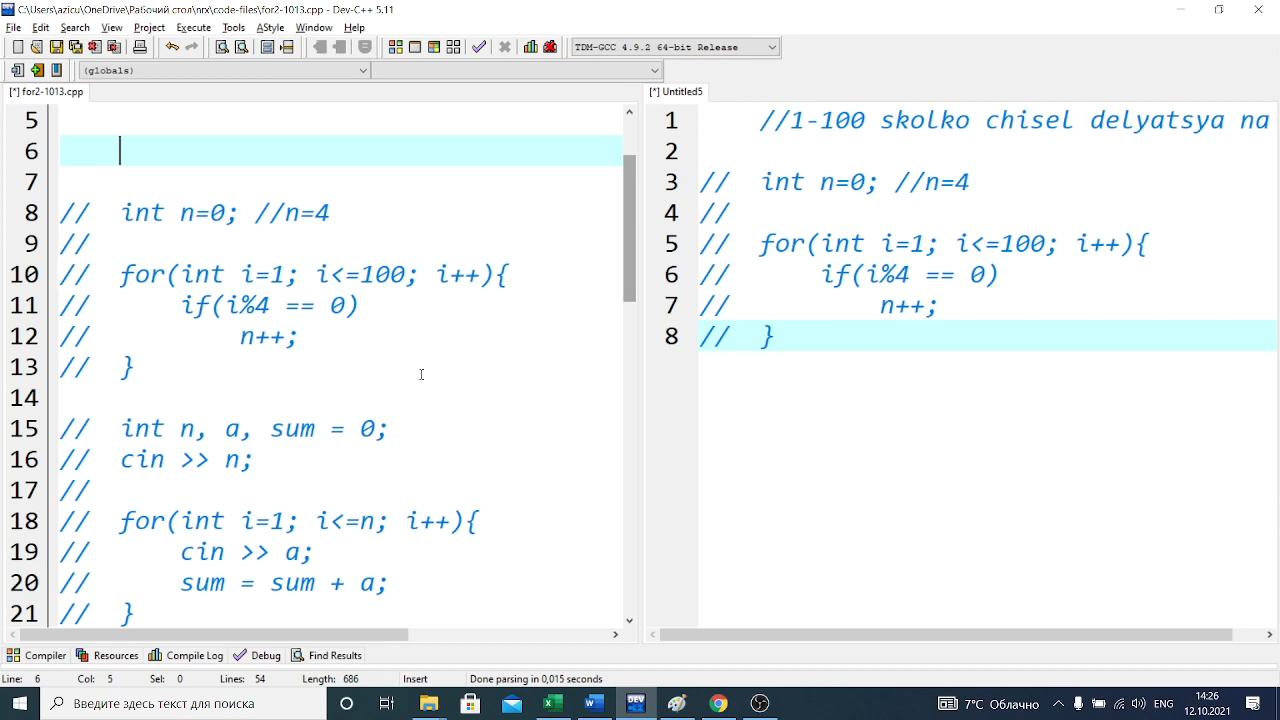 C:\Users\azicu\OneDrive\Рабочий стол\nrx\code-files\for2-1013.cpp - Dev-C++ 5.11
File Edit Search View Project Execute Tools AStyle Window Help
TDM-GCC 4.9.2 64-bit Release
(globals)
[*] for2-1013.cpp
5
6
7
8 // int n=0; //n=4
9 //
10 // for(int i=1; i<=100; i++){
11 // if(i%4 == 0)
12 // n++;
13 // }
14
15 // int n, a, sum = 0;
16 // cin >> n;
17 //
18 // for(int i=1; i<=n; i++){
19 // cin >> a;
20 // sum = sum + a;
21 // }
[*] Untitled5
1 //1-100 skolko chisel delyatsya na
2
3 // int n=0; //n=4
4 //
5 // for(int i=1; i<=100; i++){
6 // if(i%4 == 0)
7 // n++;
8 // }
Compiler Resources Compile Log Debug Find Results
Line: 6 Col: 5 Sel: 0 Lines: 54 Length: 686 Insert Done parsing in 0,015 seconds
Введите здесь текст для поиска
7°C Облачно
ENG
14:26
12.10.2021